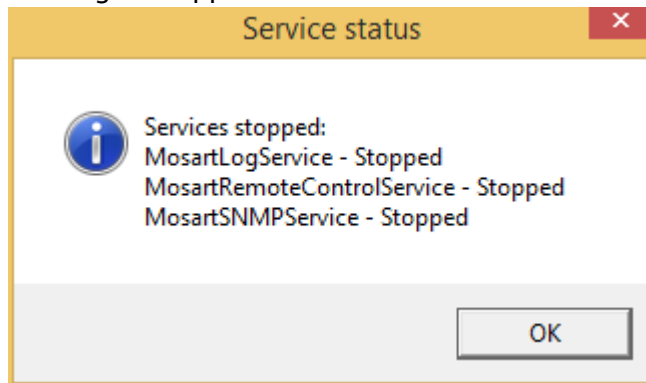 Service status
Services stopped:
MosartLogService - Stopped
MosartRemoteControlService - Stopped
MosartSNMPService - Stopped
OK